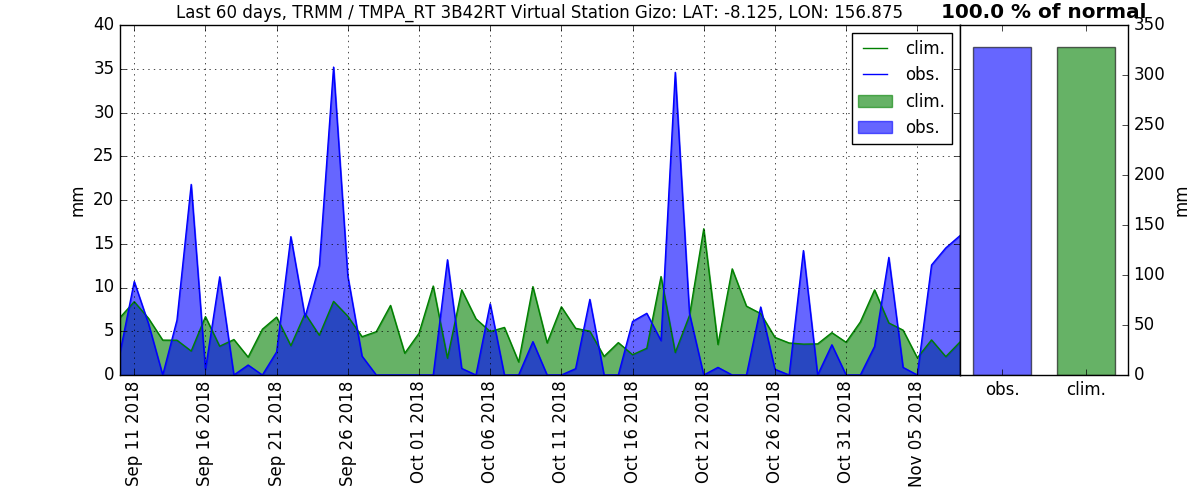 Last 60 days, TRMM / TMPA_RT 3B42RT Virtual Station Gizo: LAT: -8.125, LON: 156.875
100.0 % of normal
40
35
30
25
20
15
10
5
0
mm
clim.
obs.
clim.
obs.
Sep 11 2018
Sep 16 2018
Sep 21 2018
Sep 26 2018
Oct 01 2018
Oct 06 2018
Oct 11 2018
Oct 16 2018
Oct 21 2018
Oct 26 2018
Oct 31 2018
Nov 05 2018
350
300
250
200
150
100
50
0
mm
obs.
clim.